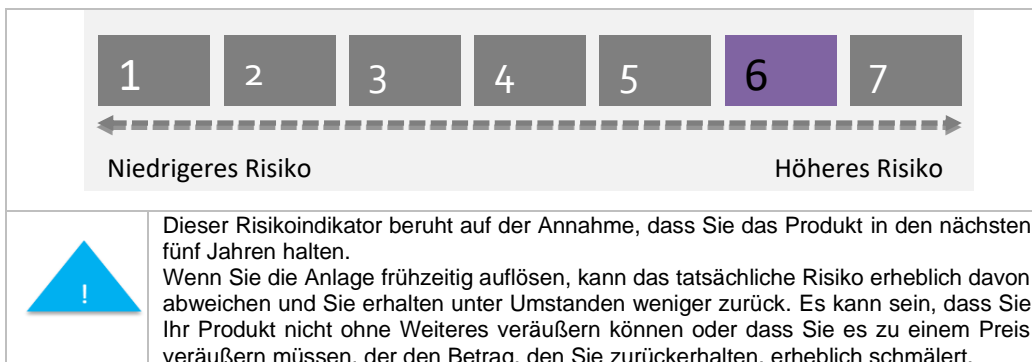 1 2 3 4 5 6 7
Niedrigeres Risiko Höheres Risiko
Dieser Risikoindikator beruht auf der Annahme, dass Sie das Produkt in den nächsten
fünf Jahren halten.
Wenn Sie die Anlage frühzeitig auflösen, kann das tatsächliche Risiko erheblich davon
abweichen und Sie erhalten unter Umstanden weniger zurück. Es kann sein, dass Sie
!
Ihr Produkt nicht ohne Weiteres veräußern können oder dass Sie es zu einem Preis
veräußern müssen, der den Betrag, den Sie zurückerhalten, erheblich schmälert.